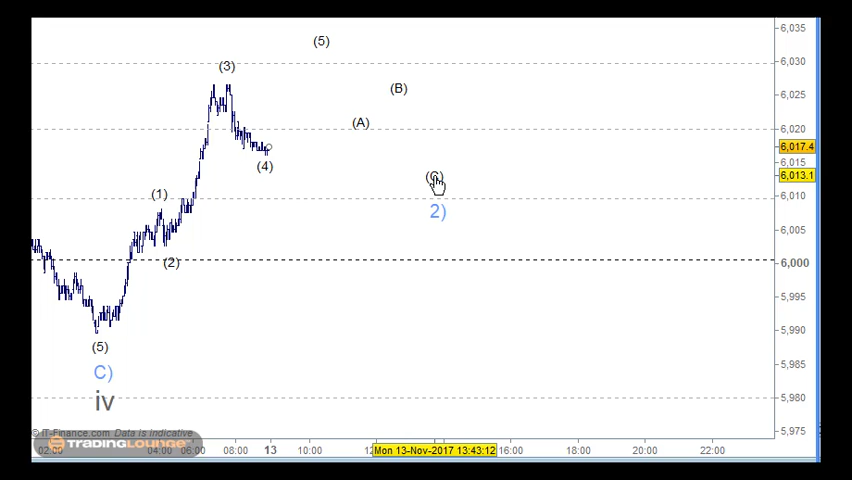 6,035
(5)
(3)
6,030
(B)
6,025
(A)
6,020
6,017.4
(4)
6,015
(C)
6,013.1
(1)
6,010
2)
6,005
(2)
6,000
5,995
5,990
(5)
5,985
C)
iv
5,980
© IT-Finance.com Data is indicative
5,975
TRADINGLOUNGE
02:00 04:00 06:00 08:00 13 10:00 Mon 13-Nov-2017 13:43:12 16:00 18:00 20:00 22:00